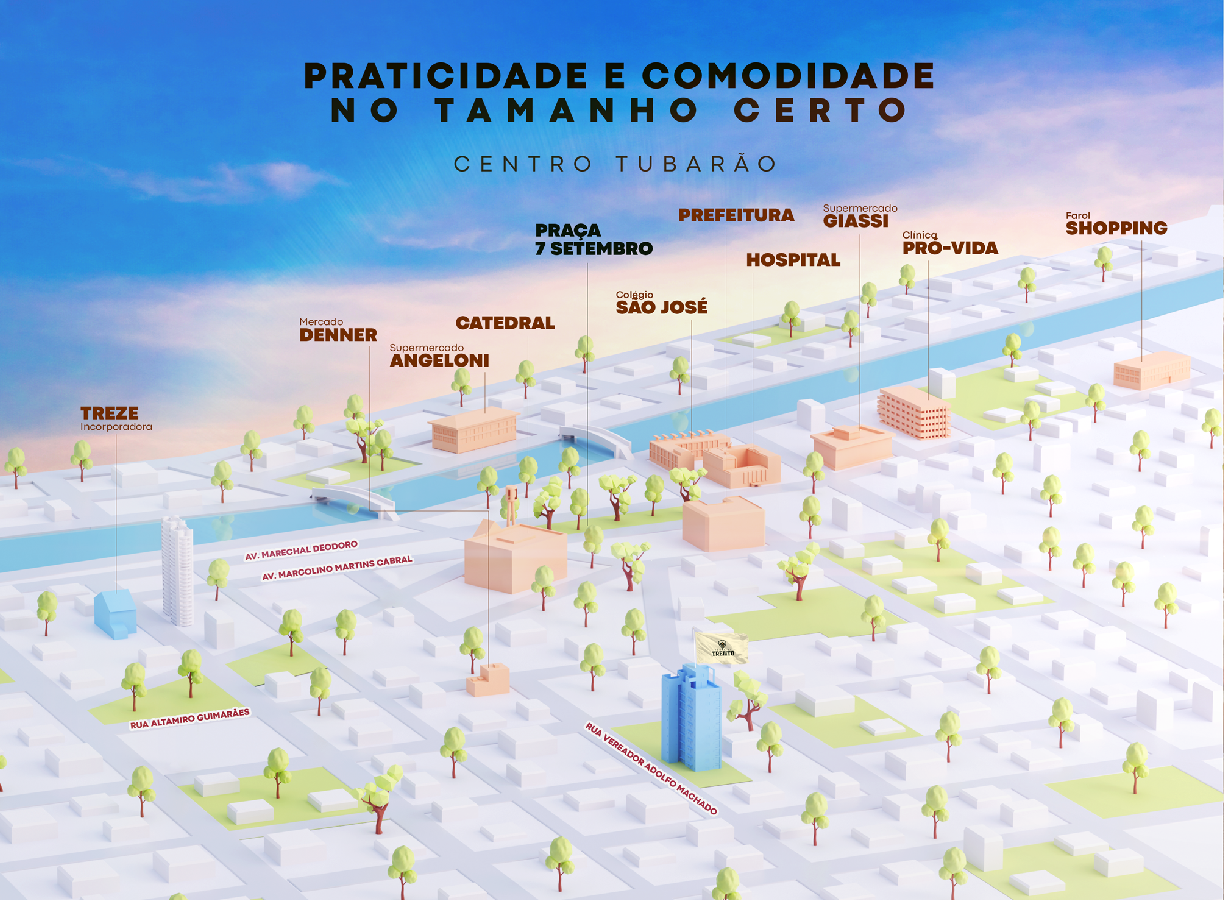 PRATICIDADE E COMODIDADE
NO TAMANHO CERTO
CENTRO TUBARÃO
PREFEITURA
Supermercado
GIASSI
Farol
SHOPPING
PRAÇA
7 SETEMBRO
Clínica
PRÓ-VIDA
HOSPITAL
Colégio
SÃO JOSÉ
Mercado
DENNER
CATEDRAL
Supermercado
ANGELONI
TREZE
Incorporadora
AV. MARECHAL DEODORO
AV. MARCOLINO MARTINS CABRAL
TRENTO
RUA ALTAMIRO GUIMARÃES
RUA VEREADOR ADOLFO MACHADO